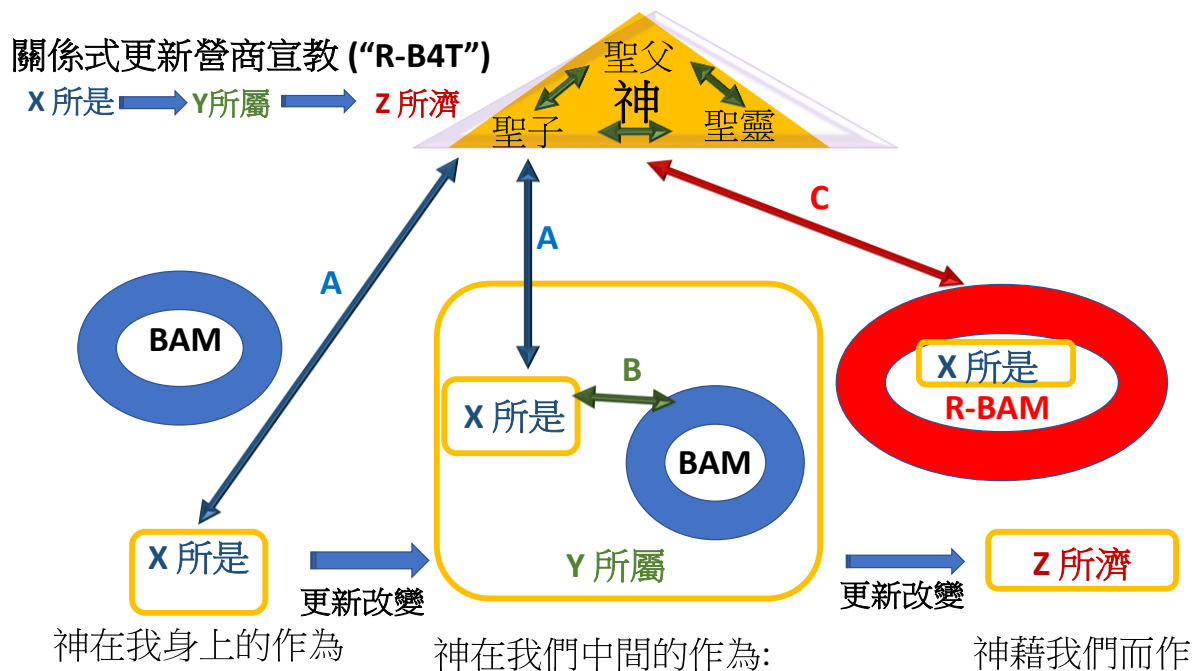 關係式更新營商宣教 (“R-B4T”)
X 所是
Y所屬
Z 所濟
聖父
神
聖子
聖靈
A
A
C
BAM
X 所是
B
BAM
Y 所屬
X 所是
R-BAM
X 所是
更新改變
更新改變
Z 所濟
神在我身上的作為
神在我們中間的作為:
神藉我們而作